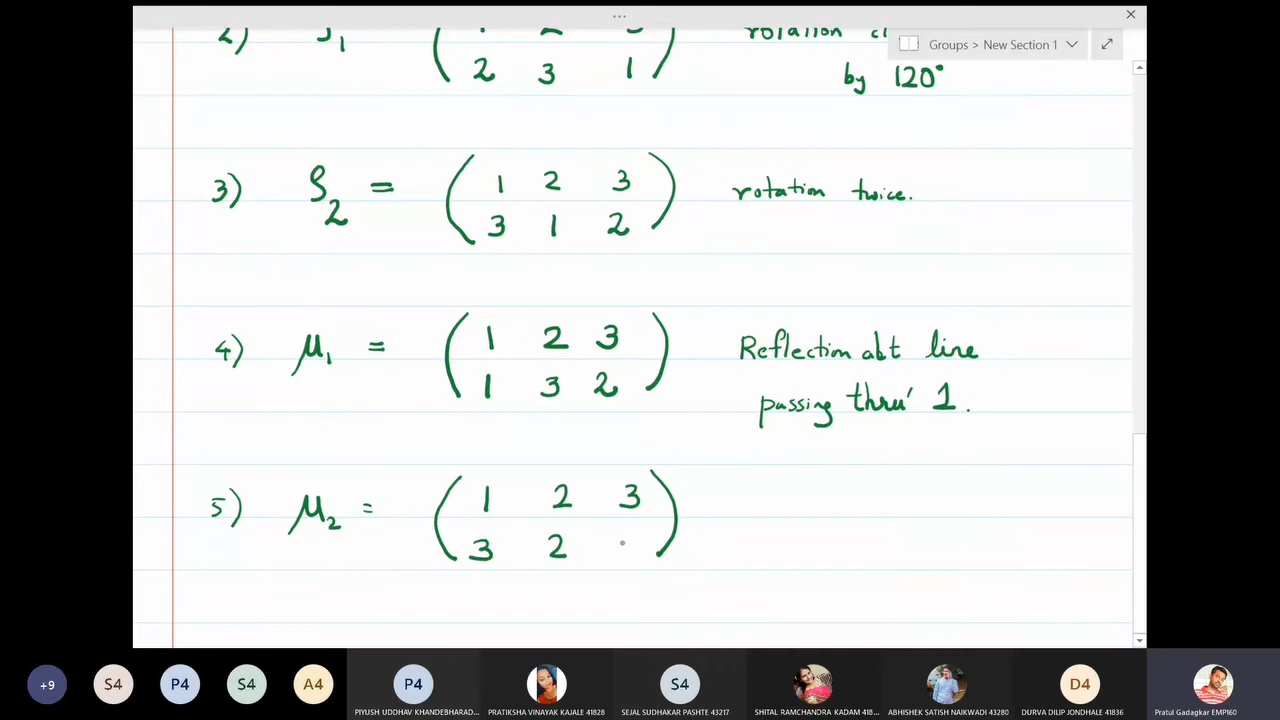 Groups > New Section 1
2) ρ1
rotation
2 3 1
by 120°
3) ρ2 = ( 1 2 3 rotation twice.
3 1 2 )
4) μ1 = ( 1 2 3 Reflection abt line
1 3 2 ) passing thru' 1.
5) μ2 = ( 1 2 3
3 2 )
+9 S4 P4 S4 A4 P4 S4 D4
PIYUSH UDDHAV KHANDEBHARAD... PRATIKSHA VINAYAK KAJALE 41828 SEJAL SUDHAKAR PASHTE 43217 SHITAL RAMCHANDRA KADAM 418... ABHISHEK SATISH NAIKWADI 43280 DURVA DILIP JONDHALE 41836 Pratul Gadagkar EMP160